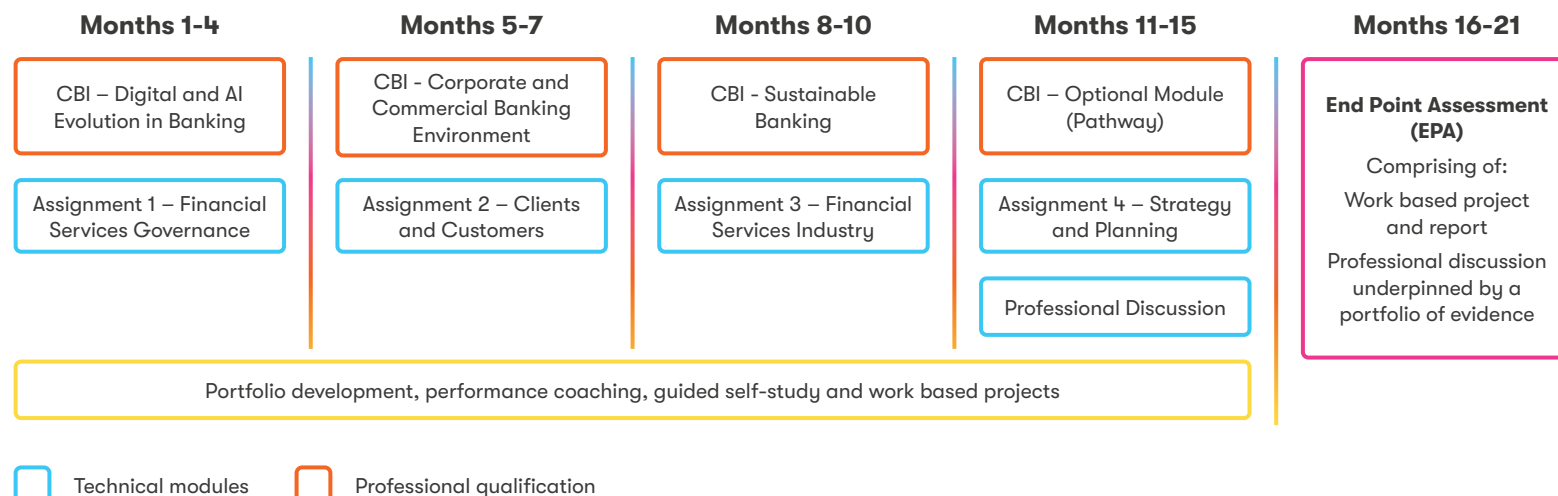 Months 1-4
Months 5-7
Months 8-10
Months 11-15
Months 16-21
CBI – Digital and AI
Evolution in Banking
CBI - Corporate and
Commercial Banking
Environment
CBI - Sustainable
Banking
CBI – Optional Module
(Pathway)
Assignment 1 – Financial
Services Governance
Assignment 2 – Clients
and Customers
Assignment 3 – Financial
Services Industry
Assignment 4 – Strategy
and Planning
Professional Discussion
End Point Assessment
(EPA)
Comprising of:
Work based project
and report
Professional discussion
underpinned by a
portfolio of evidence
Portfolio development, performance coaching, guided self-study and work based projects
Technical modules
Professional qualification